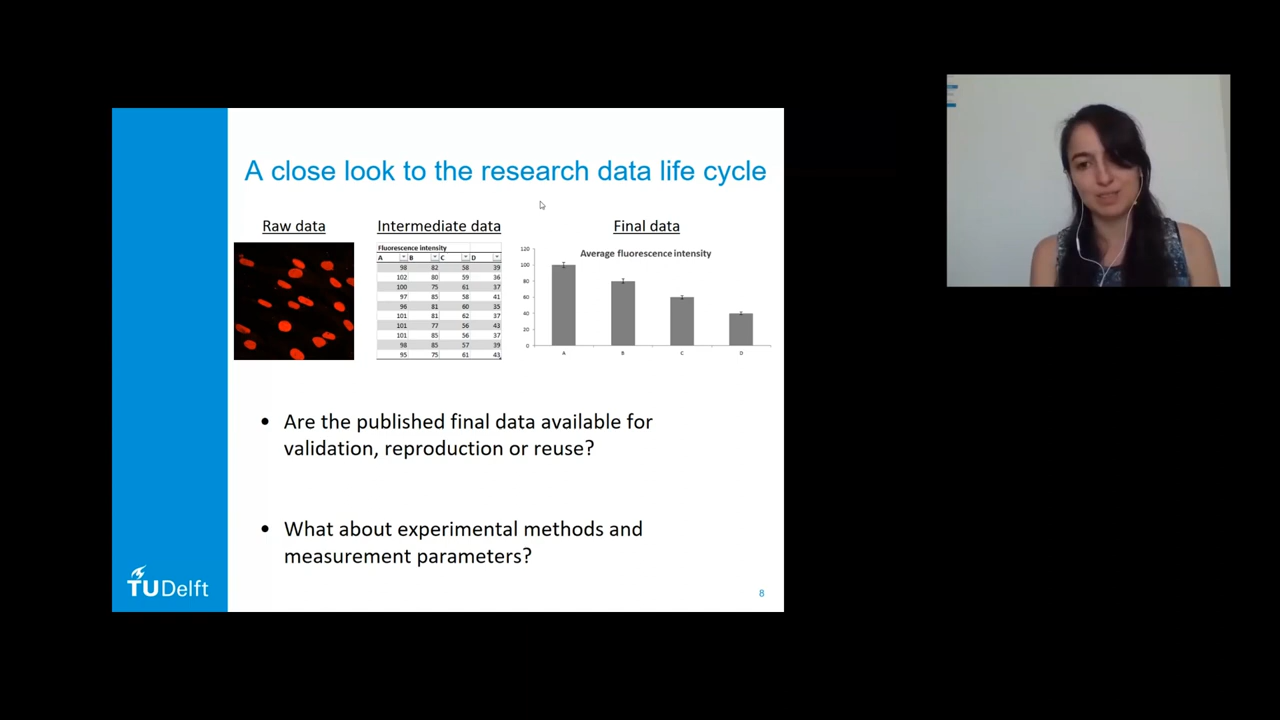 A close look to the research data life cycle
Raw data
Intermediate data
Final data
Fluorescence intensity
A B C D
98 82 58 39
102 80 59 36
100 75 61 37
97 85 58 41
96 81 60 35
101 81 62 37
101 77 56 43
101 85 56 37
98 85 57 39
95 75 61 43
Average fluorescence intensity
120
100
80
60
40
20
0
A B C D
• Are the published final data available for
validation, reproduction or reuse?
• What about experimental methods and
measurement parameters?
TUDelft
8